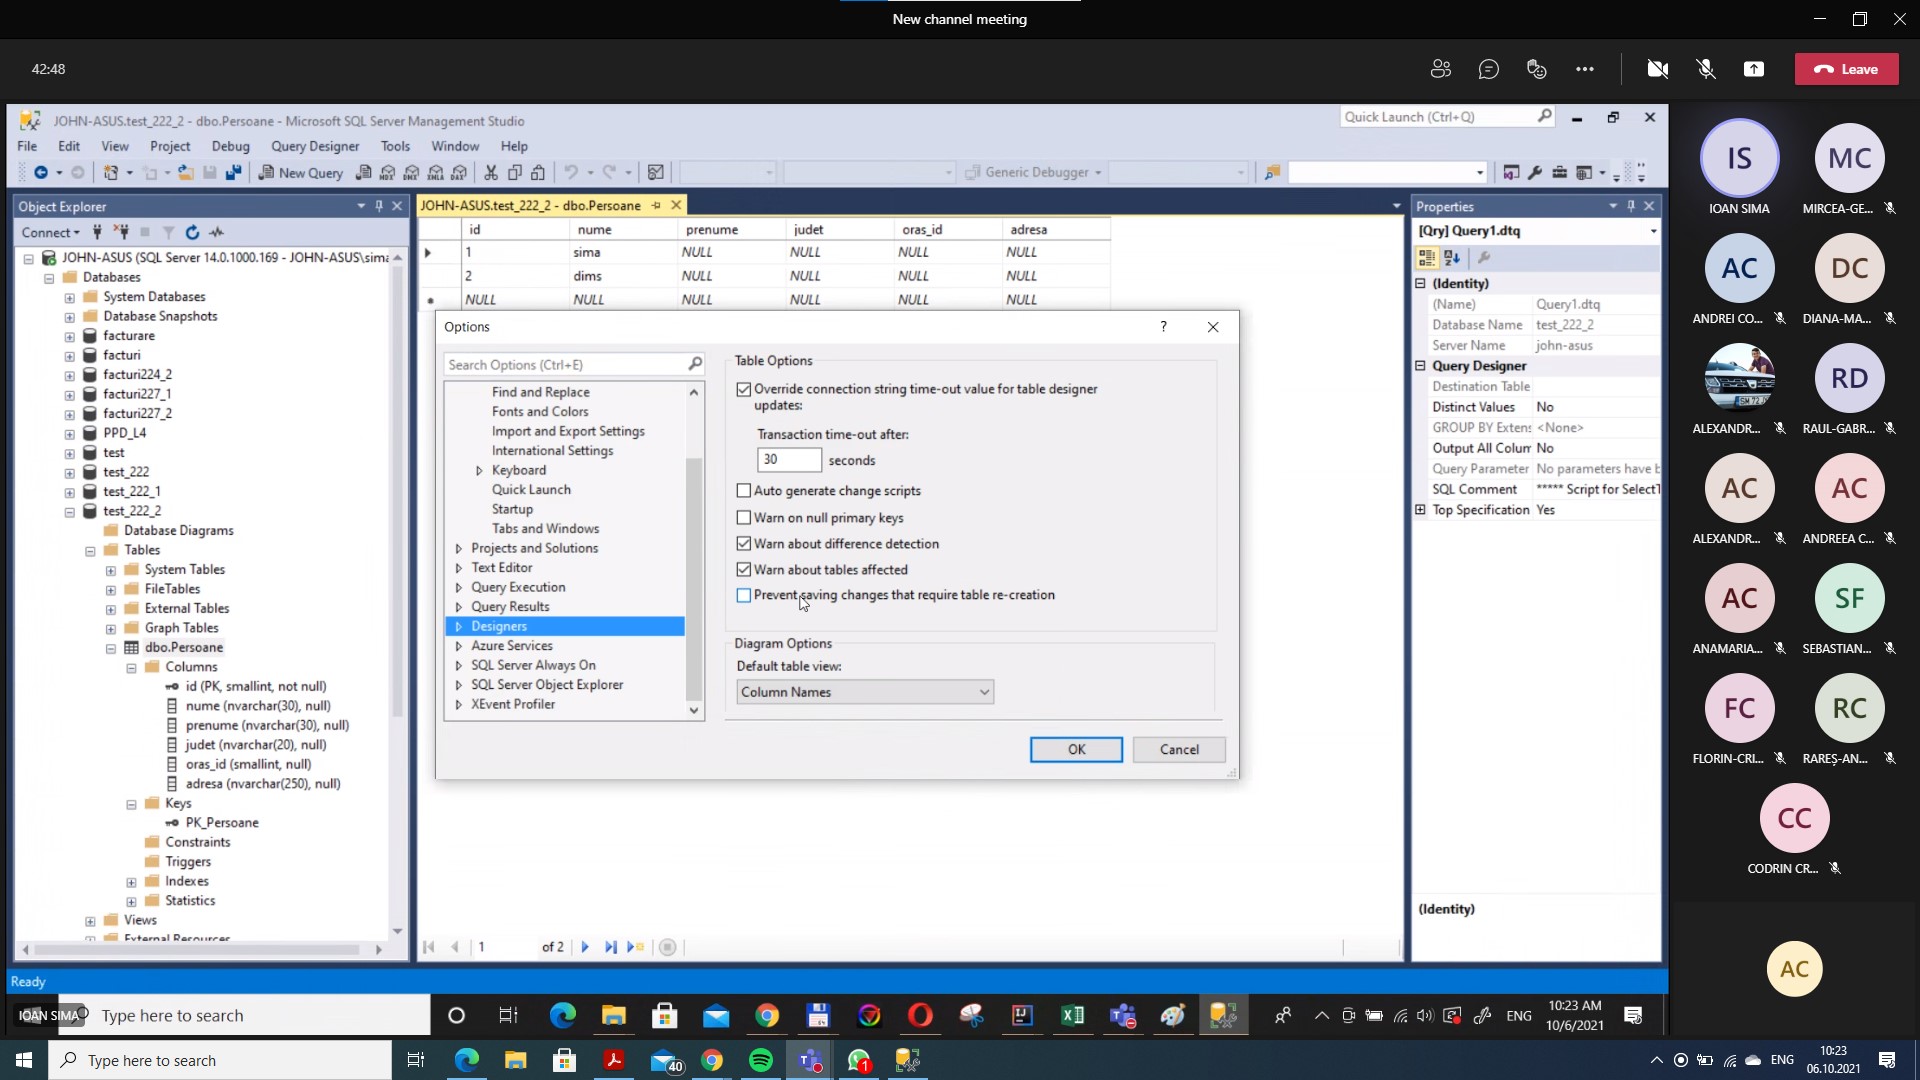 New channel meeting
42:48
Leave
JOHN-ASUS.test_222_2 - dbo.Persoane - Microsoft SQL Server Management Studio
Quick Launch (Ctrl+Q)
File Edit View Project Debug Query Designer Tools Window Help
New Query
MDX DMX XMLA DAX
Generic Debugger
Object Explorer
Connect
JOHN-ASUS (SQL Server 14.0.1000.169 - JOHN-ASUS\sima
Databases
System Databases
Database Snapshots
facturare
facturi
facturi224_2
facturi227_1
facturi227_2
PPD_L4
test
test_222
test_222_1
test_222_2
Database Diagrams
Tables
System Tables
FileTables
External Tables
Graph Tables
dbo.Persoane
Columns
id (PK, smallint, not null)
nume (nvarchar(30), null)
prenume (nvarchar(30), null)
judet (nvarchar(20), null)
oras_id (smallint, null)
adresa (nvarchar(250), null)
Keys
PK_Persoane
Constraints
Triggers
Indexes
Statistics
Views
External Resources
JOHN-ASUS.test_222_2 - dbo.Persoane
id nume prenume judet oras_id adresa
1 sima NULL NULL NULL NULL
2 dims NULL NULL NULL NULL
NULL NULL NULL NULL NULL NULL
Options
?
Search Options (Ctrl+E)
Find and Replace
Fonts and Colors
Import and Export Settings
International Settings
Keyboard
Quick Launch
Startup
Tabs and Windows
Projects and Solutions
Text Editor
Query Execution
Query Results
Designers
Azure Services
SQL Server Always On
SQL Server Object Explorer
XEvent Profiler
Table Options
Override connection string time-out value for table designer
updates:
Transaction time-out after:
30 seconds
Auto generate change scripts
Warn on null primary keys
Warn about difference detection
Warn about tables affected
Prevent saving changes that require table re-creation
Diagram Options
Default table view:
Column Names
OK Cancel
1 of 2
Properties
[Qry] Query1.dtq
(Identity)
(Name) Query1.dtq
Database Name test_222_2
Server Name john-asus
Query Designer
Destination Table
Distinct Values No
GROUP BY Extens <None>
Output All Colum No
Query Parameter No parameters have b
SQL Comment ***** Script for SelectT
Top Specification Yes
(Identity)
Ready
IOAN SIMA
Type here to search
ENG
10:23 AM
10/6/2021
IS
IOAN SIMA
MC
MIRCEA-GE...
AC
ANDREI CO...
DC
DIANA-MA...
ALEXANDR...
RD
RAUL-GABR...
AC
ALEXANDR...
AC
ANDREEA C...
AC
ANAMARIA...
SF
SEBASTIAN...
FC
FLORIN-CRI...
RC
RAREȘ-AN...
CC
CODRIN CR...
AC
Type here to search
40
1
ENG
10:23
06.10.2021